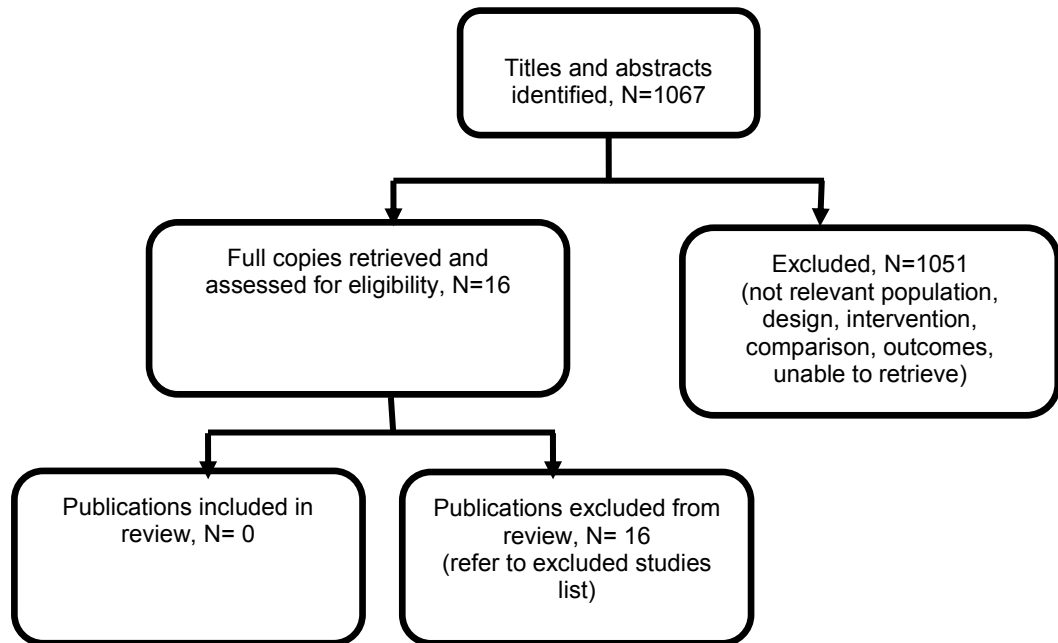 Titles and abstracts
identified, N=1067
Full copies retrieved and
assessed for eligibility, N=16
Excluded, N=1051
(not relevant population,
design, intervention,
comparison, outcomes,
unable to retrieve)
Publications included in
review, N= 0
Publications excluded from
review, N= 16
(refer to excluded studies
list)